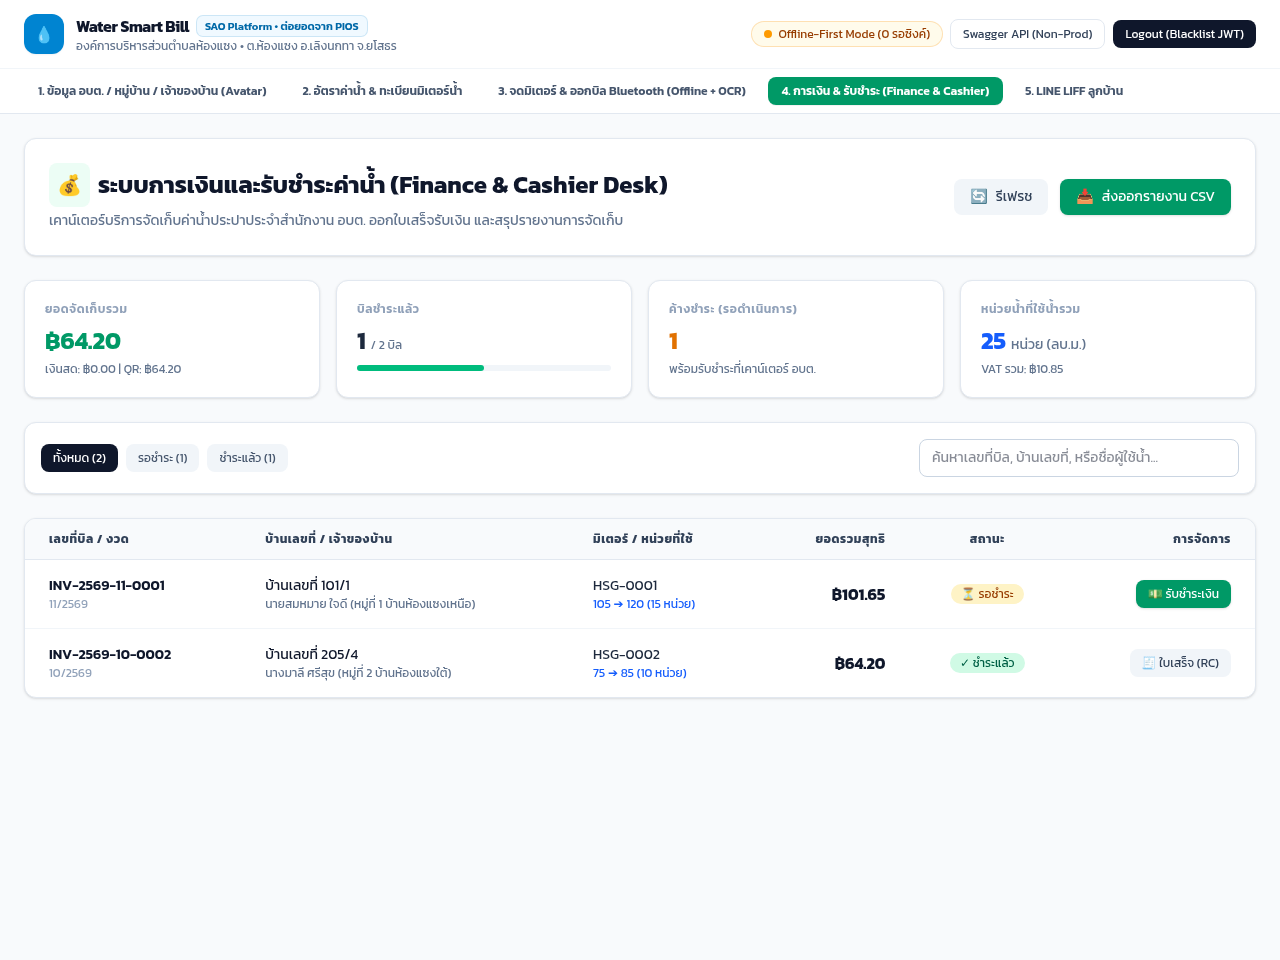 Water Smart Bill SAO Platform • ต่อยอดจาก PIOS
องค์การบริหารส่วนตำบลห้องแซง • ต.ห้องแซง อ.เลิงนกทา จ.ยโสธร
Offline-First Mode (0 รอซิงค์)
Swagger API (Non-Prod)
Logout (Blacklist JWT)
1. ข้อมูล อบต. / หมู่บ้าน / เจ้าของบ้าน (Avatar)
2. อัตราค่าน้ำ & ทะเบียนมิเตอร์น้ำ
3. จดมิเตอร์ & ออกบิล Bluetooth (Offline + OCR)
4. การเงิน & รับชำระ (Finance & Cashier)
5. LINE LIFF ลูกบ้าน
ระบบการเงินและรับชำระค่าน้ำ (Finance & Cashier Desk)
เคาน์เตอร์บริการจัดเก็บค่าน้ำประปาประจำสำนักงาน อบต. ออกใบเสร็จรับเงิน และสรุปรายงานการจัดเก็บ
รีเฟรช
ส่งออกรายงาน CSV
ยอดจัดเก็บรวม
฿64.20
เงินสด: ฿0.00 | QR: ฿64.20
บิลชำระแล้ว
1 / 2 บิล
ค้างชำระ (รอดำเนินการ)
1
พร้อมรับชำระที่เคาน์เตอร์ อบต.
หน่วยน้ำที่ใช้น้ำรวม
25 หน่วย (ลบ.ม.)
VAT รวม: ฿10.85
ทั้งหมด (2)
รอชำระ (1)
ชำระแล้ว (1)
ค้นหาเลขที่บิล, บ้านเลขที่, หรือชื่อผู้ใช้น้ำ...
เลขที่บิล / งวด
บ้านเลขที่ / เจ้าของบ้าน
มิเตอร์ / หน่วยที่ใช้
ยอดรวมสุทธิ
สถานะ
การจัดการ
INV-2569-11-0001
11/2569
บ้านเลขที่ 101/1
นายสมหมาย ใจดี (หมู่ที่ 1 บ้านห้องแซงเหนือ)
HSG-0001
105 ➔ 120 (15 หน่วย)
฿101.65
⏳ รอชำระ
💵 รับชำระเงิน
INV-2569-10-0002
10/2569
บ้านเลขที่ 205/4
นางมาลี ศรีสุข (หมู่ที่ 2 บ้านห้องแซงใต้)
HSG-0002
75 ➔ 85 (10 หน่วย)
฿64.20
✓ ชำระแล้ว
🧾 ใบเสร็จ (RC)